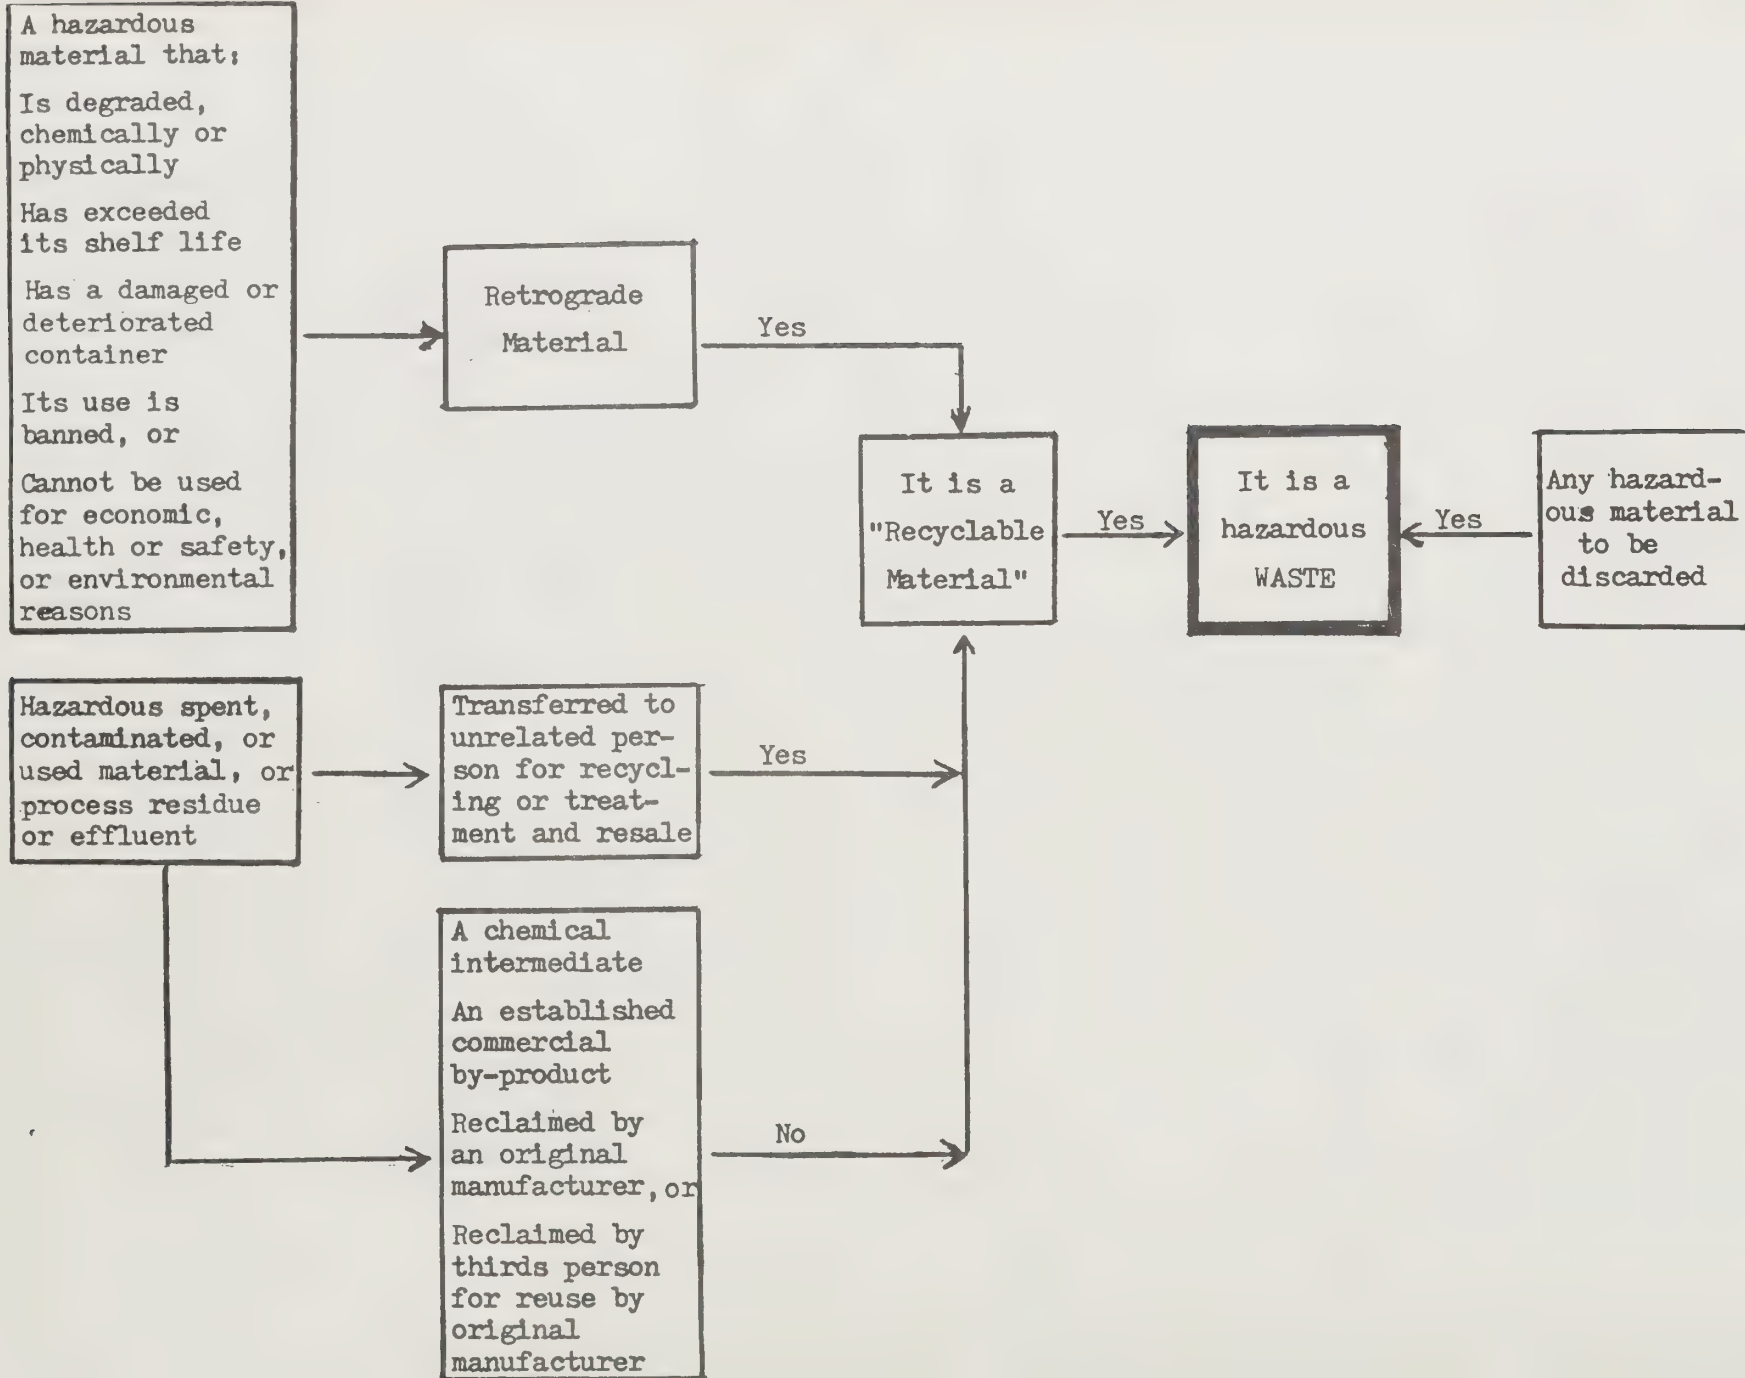 A hazardous
material that:
Is degraded,
chemically or
physically
Has exceeded
its shelf life
Has a damaged or
deteriorated
container
Its use is
banned, or
Cannot be used
for economic,
health or safety,
or environmental
reasons
Retrograde
Material
Yes
It is a
"Recyclable
Material"
Yes
It is a
hazardous
WASTE
Yes
Any hazard-
ous material
to be
discarded
Hazardous spent,
contaminated, or
used material, or
process residue
or effluent
Transferred to
unrelated per-
son for recycl-
ing or treat-
ment and resale
Yes
A chemical
intermediate
An established
commercial
by-product
Reclaimed by
an original
manufacturer, or
Reclaimed by
thirds person
for reuse by
original
manufacturer
No